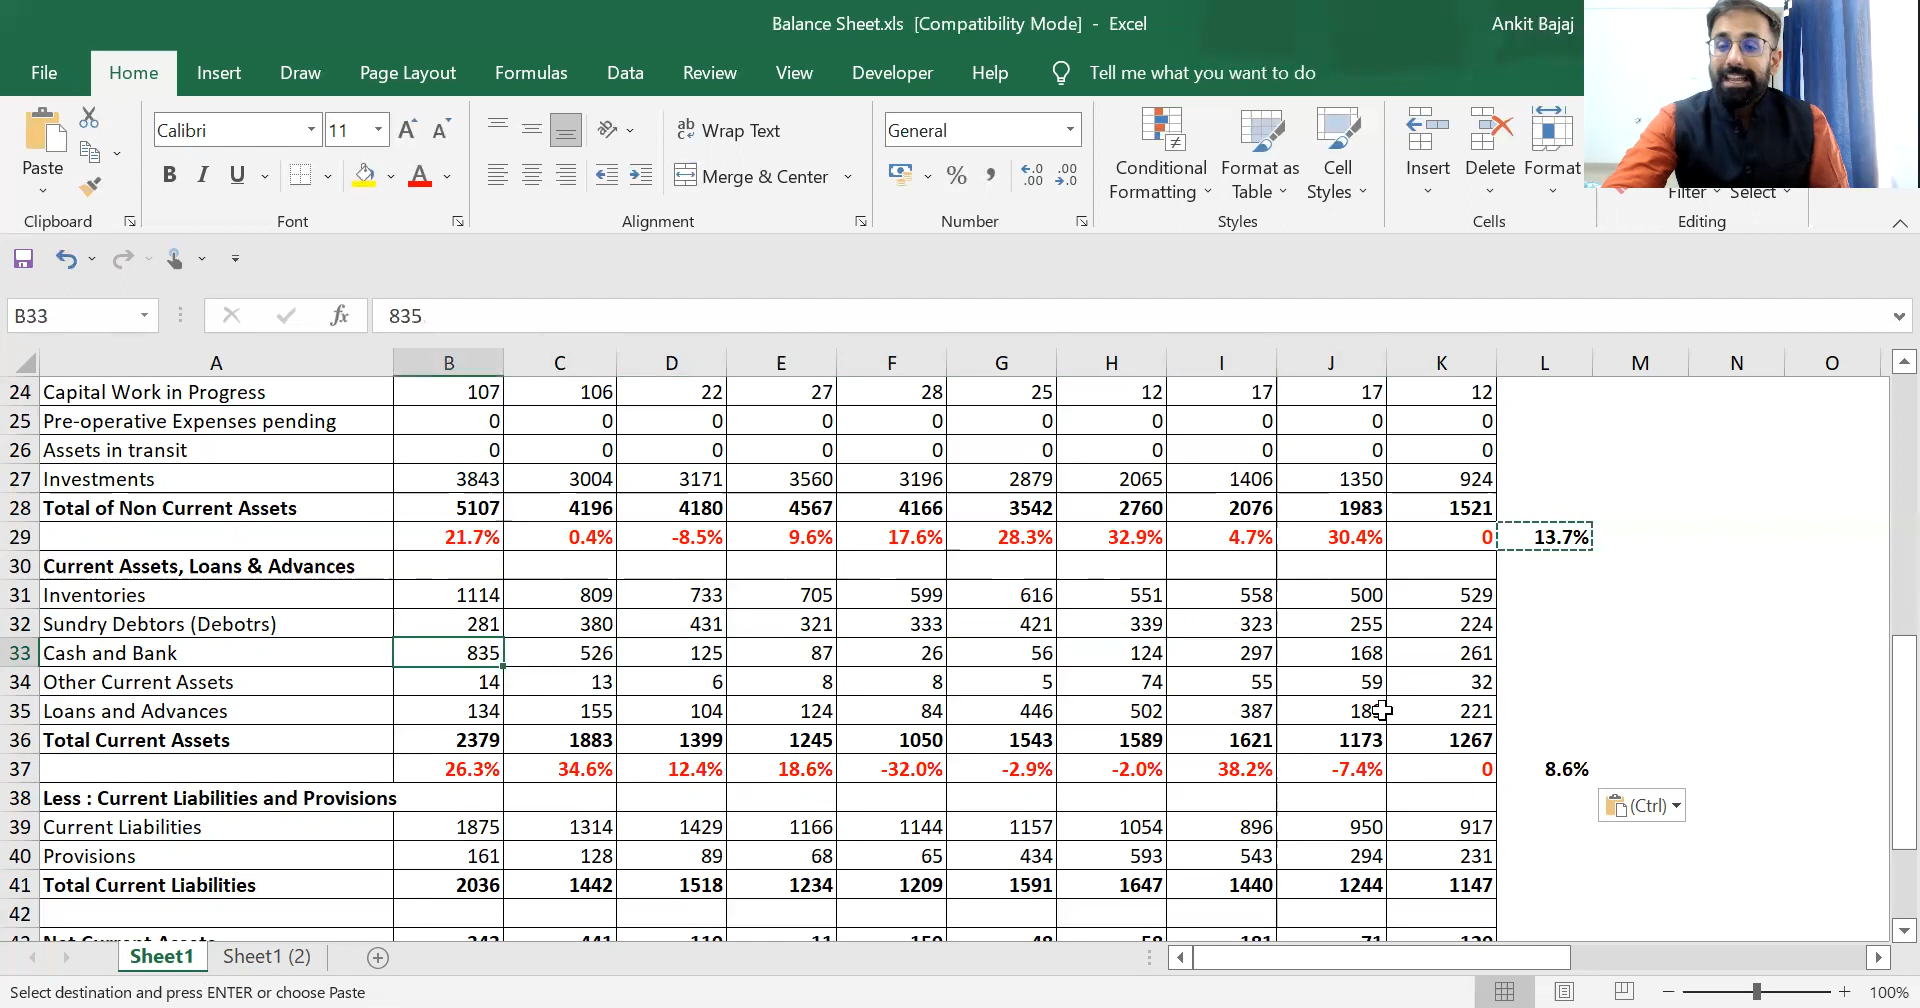 Balance Sheet.xls [Compatibility Mode] - Excel
Ankit Bajaj
File Home Insert Draw Page Layout Formulas Data Review View Developer Help Tell me what you want to do
Calibri 11 Wrap Text General
Paste B I U A Merge & Center % , Conditional Formatting Format as Table Cell Styles Insert Delete Format Filter Select
Clipboard Font Alignment Number Styles Cells Editing
B33 fx 835
A B C D E F G H I J K L M N O
24 Capital Work in Progress 107 106 22 27 28 25 12 17 17 12
25 Pre-operative Expenses pending 0 0 0 0 0 0 0 0 0 0
26 Assets in transit 0 0 0 0 0 0 0 0 0 0
27 Investments 3843 3004 3171 3560 3196 2879 2065 1406 1350 924
28 Total of Non Current Assets 5107 4196 4180 4567 4166 3542 2760 2076 1983 1521
29 21.7% 0.4% -8.5% 9.6% 17.6% 28.3% 32.9% 4.7% 30.4% 0 13.7%
30 Current Assets, Loans & Advances
31 Inventories 1114 809 733 705 599 616 551 558 500 529
32 Sundry Debtors (Debotrs) 281 380 431 321 333 421 339 323 255 224
33 Cash and Bank 835 526 125 87 26 56 124 297 168 261
34 Other Current Assets 14 13 6 8 8 5 74 55 59 32
35 Loans and Advances 134 155 104 124 84 446 502 387 221
36 Total Current Assets 2379 1883 1399 1245 1050 1543 1589 1621 1173 1267
37 26.3% 34.6% 12.4% 18.6% -32.0% -2.9% -2.0% 38.2% -7.4% 0 8.6%
38 Less : Current Liabilities and Provisions
(Ctrl)
39 Current Liabilities 1875 1314 1429 1166 1144 1157 1054 896 950 917
40 Provisions 161 128 89 68 65 434 593 543 294 231
41 Total Current Liabilities 2036 1442 1518 1234 1209 1591 1647 1440 1244 1147
42
Sheet1 Sheet1 (2)
Select destination and press ENTER or choose Paste
100%